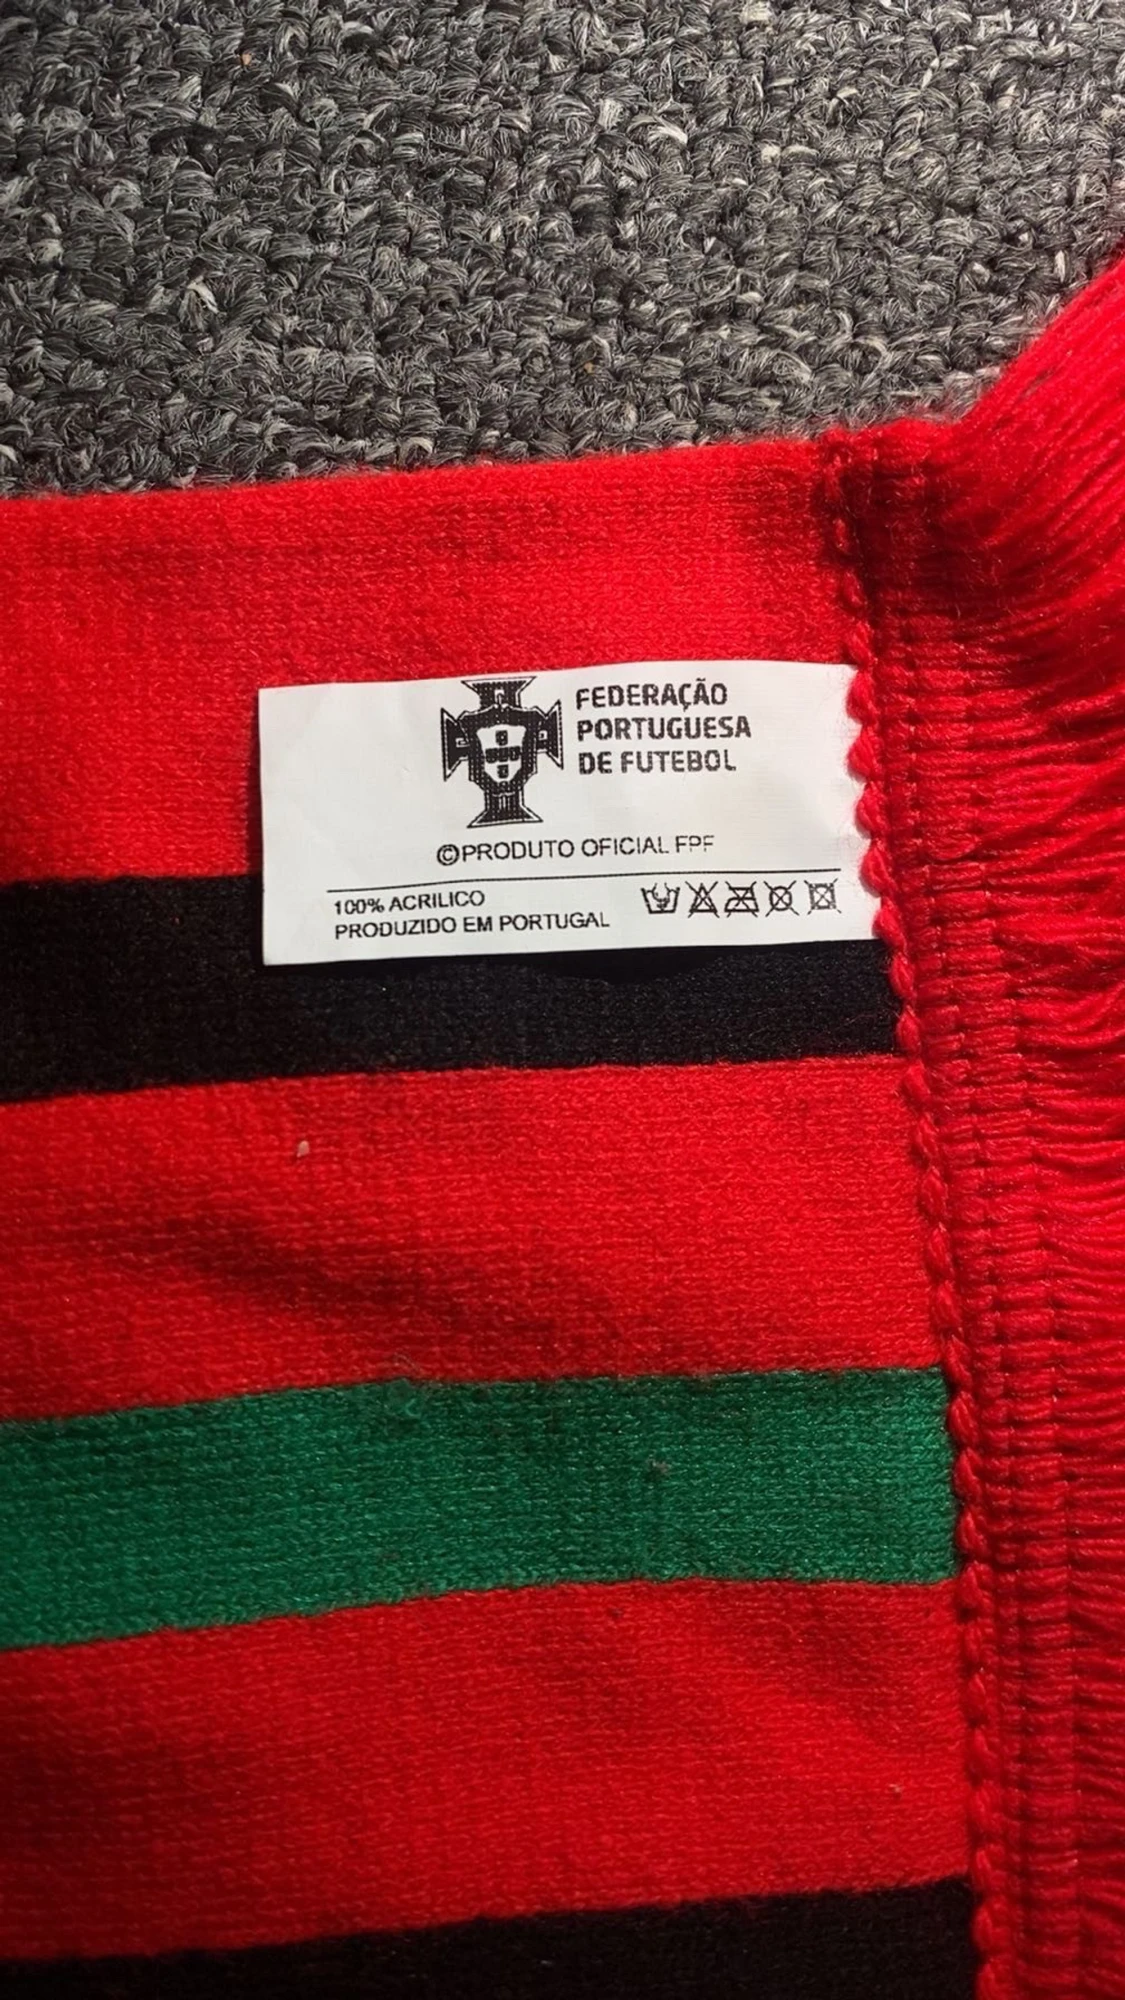 FEDERAÇÃO
PORTUGUESA
DE FUTEBOL
©PRODUTO OFICIAL FPF
100% ACRILICO
PRODUZIDO EM PORTUGAL